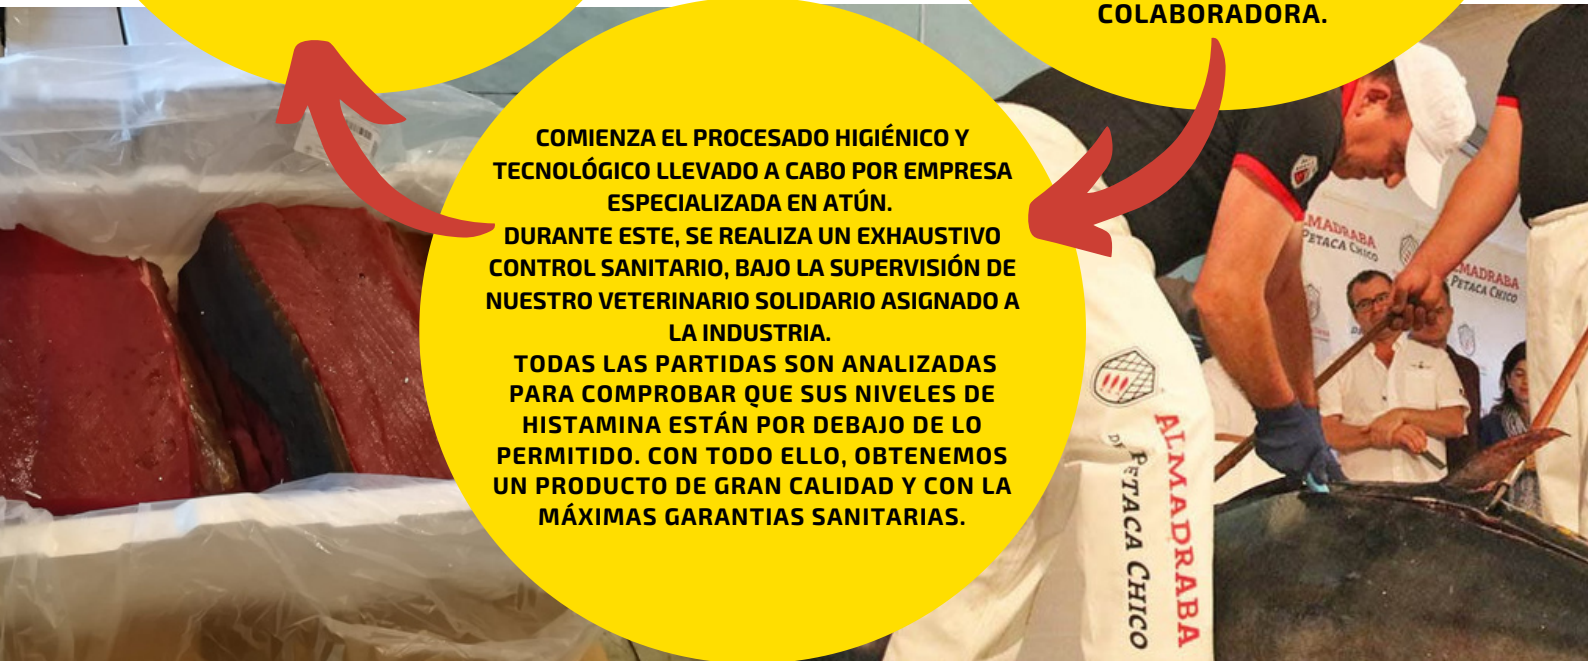 COLABORADORA.
COMIENZA EL PROCESADO HIGIÉNICO Y
TECNOLÓGICO LLEVADO A CABO POR EMPRESA
ESPECIALIZADA EN ATÚN.
DURANTE ESTE, SE REALIZA UN EXHAUSTIVO
CONTROL SANITARIO, BAJO LA SUPERVISIÓN DE
NUESTRO VETERINARIO SOLIDARIO ASIGNADO A
LA INDUSTRIA.
TODAS LAS PARTIDAS SON ANALIZADAS
PARA COMPROBAR QUE SUS NIVELES DE
HISTAMINA ESTÁN POR DEBAJO DE LO
PERMITIDO. CON TODO ELLO, OBTENEMOS
UN PRODUCTO DE GRAN CALIDAD Y CON LA
MÁXIMAS GARANTIAS SANITARIAS.
LMADRABA
PETACA CHICO
LMADRABA
PETACA CHICO
ALMADRABA
DE PETACA CHICO